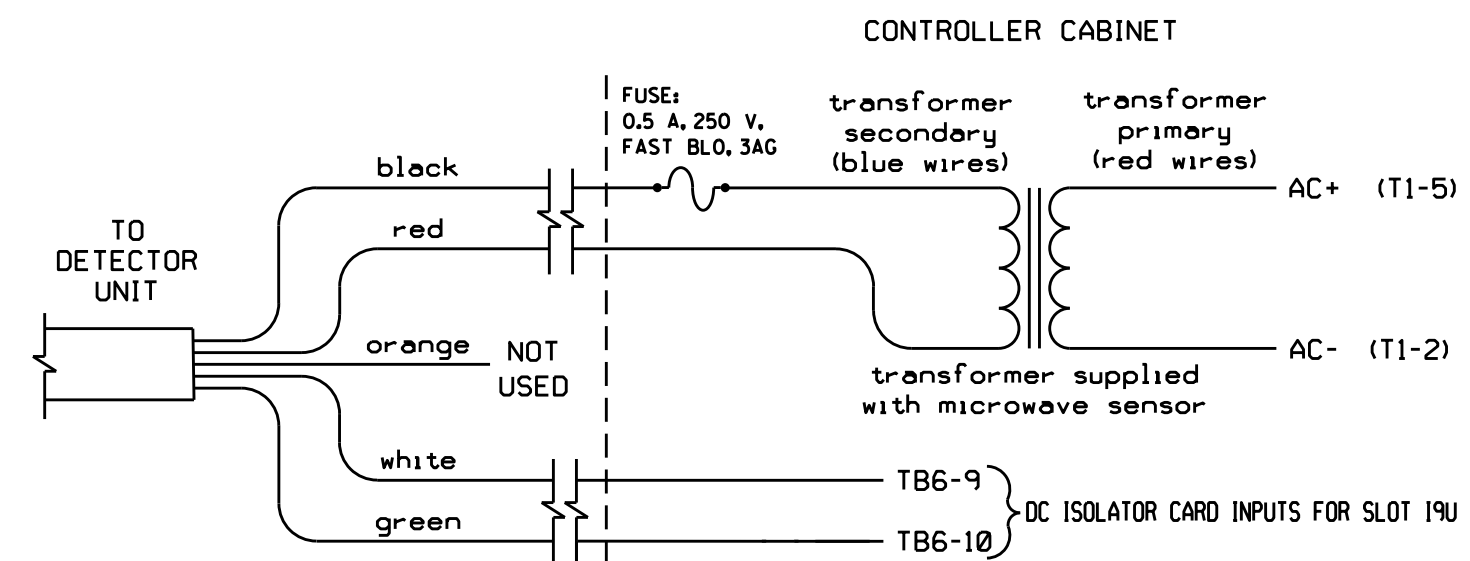 CONTROLLER CABINET
FUSE:
0.5 A, 250 V,
FAST BLO, 3AG
transformer
secondary
(blue wires)
transformer
primary
(red wires)
black
AC+ (T1-5)
red
TO
DETECTOR
UNIT
orange
NOT
USED
AC- (T1-2)
transformer supplied
with microwave sensor
white
TB6-9
green
TB6-10
DC ISOLATOR CARD INPUTS FOR SLOT I9U